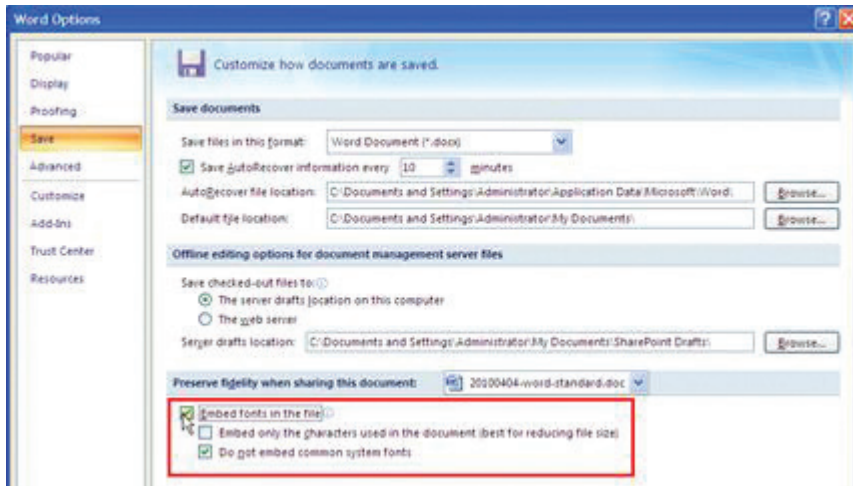 Word Options
Popular
Display
Proofing
Save
Advanced
Customize
Add-Ins
Trust Center
Resources
Customize how documents are saved.
Save documents
Save files in this format: Word Document (*.docx)
Save AutoRecover information every 10 minutes
AutoRecover file location: C:\Documents and Settings\Administrator\Application Data\Microsoft\Word\ Browse...
Default file location: C:\Documents and Settings\Administrator\My Documents\ Browse...
Offline editing options for document management server files
Save checked-out files to:
The server drafts location on this computer
The web server
Server drafts location: C:\Documents and Settings\Administrator\My Documents\SharePoint Drafts\ Browse...
Preserve fidelity when sharing this document: 20100404-word-standard.doc
Embed fonts in the file
Embed only the characters used in the document (best for reducing file size)
Do not embed common system fonts